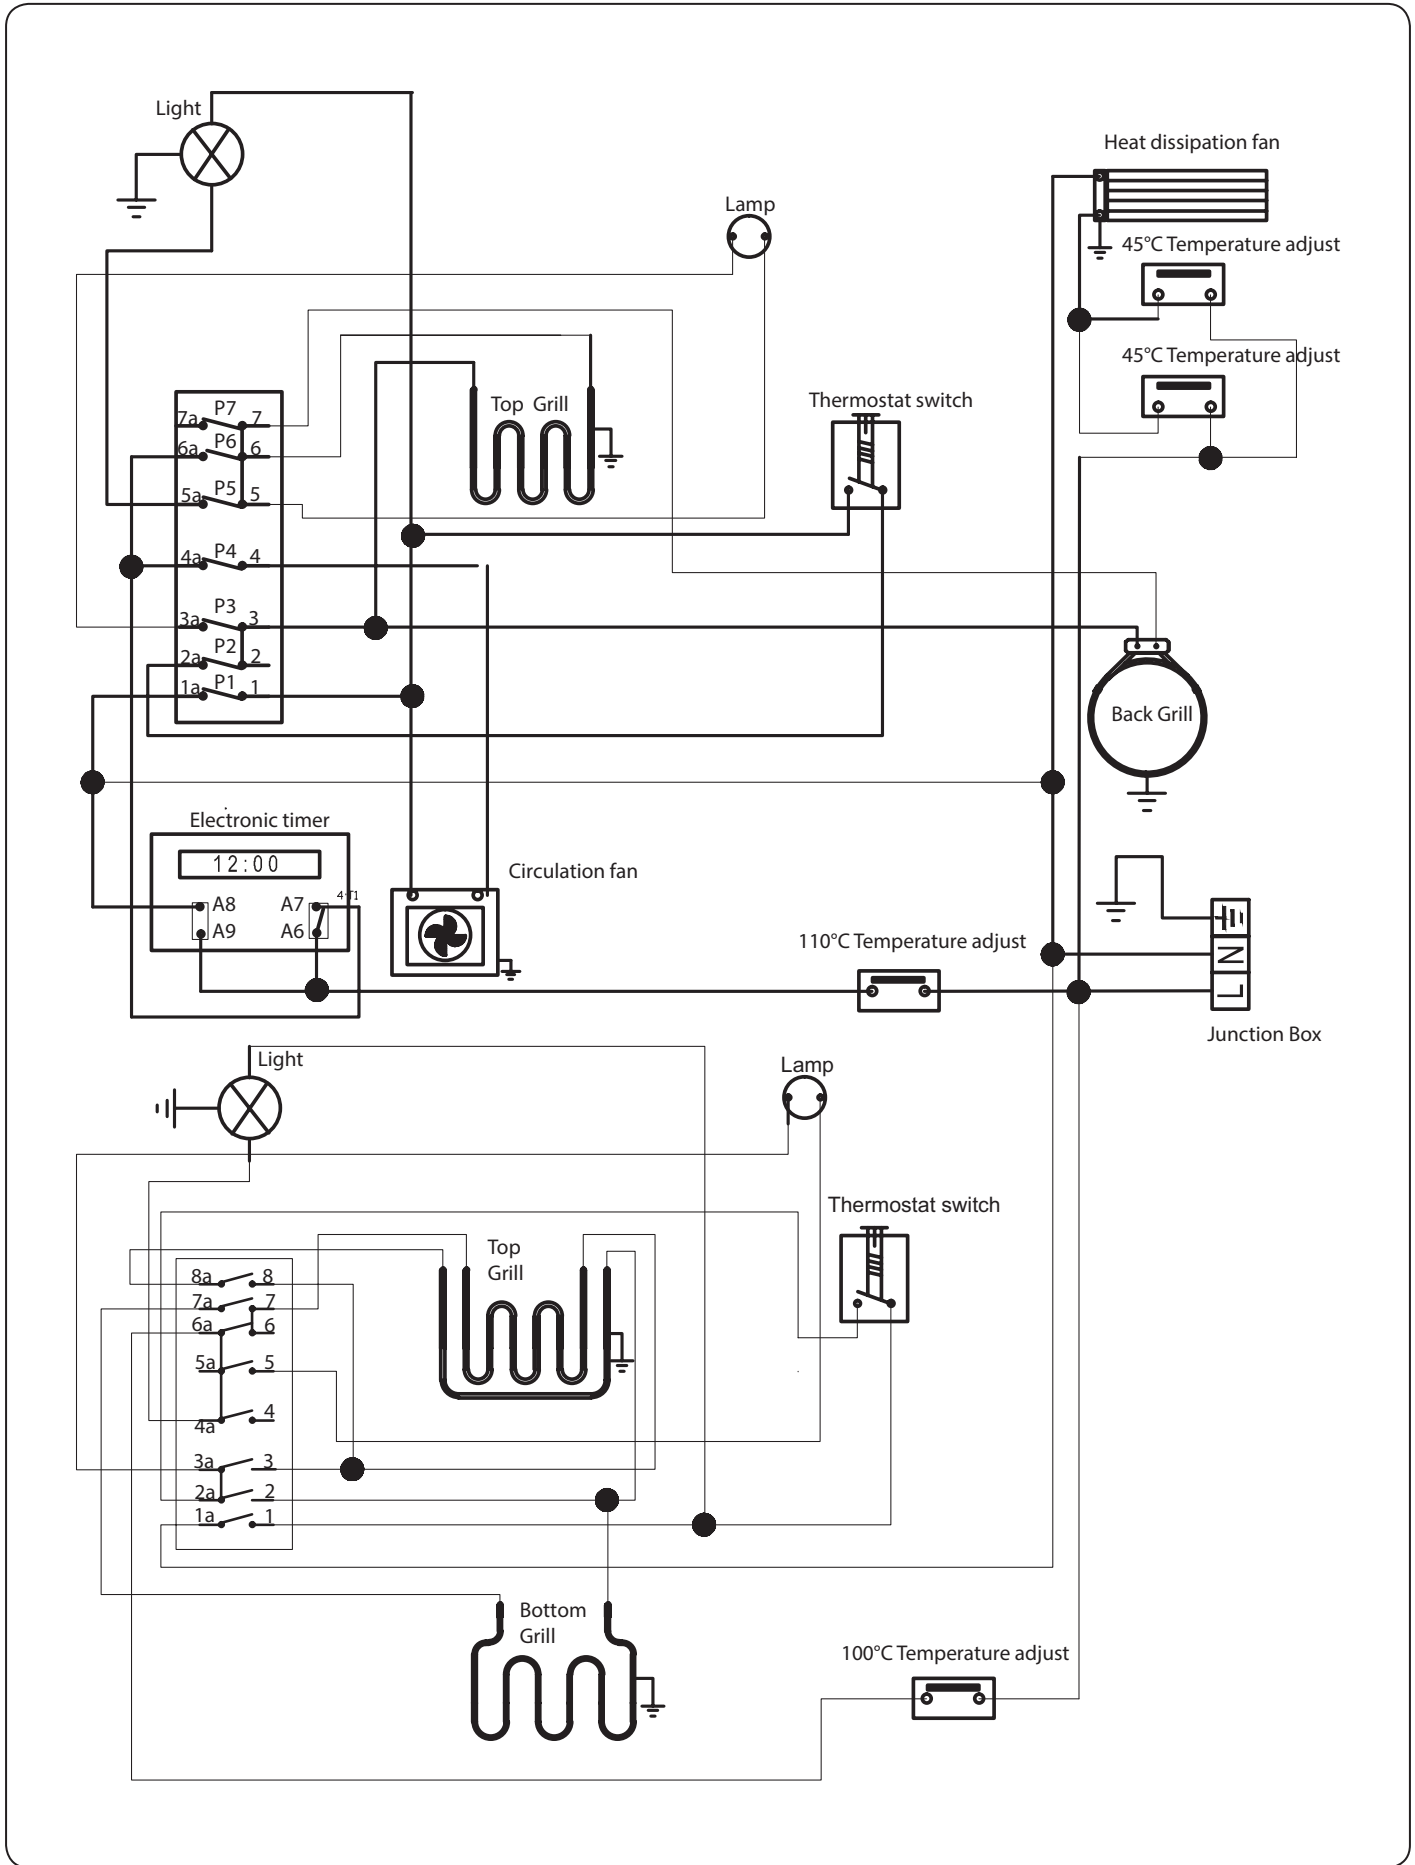 Light
Heat dissipation fan
Lamp
45°C Temperature adjust
45°C Temperature adjust
Top Grill
Thermostat switch
7a P7 7
6a P6 6
5a P5 5
4a P4 4
3a P3 3
2a P2 2
1a P1 1
Back Grill
Electronic timer
12:00
A8 A7
A9 A6
Circulation fan
110°C Temperature adjust
N
L
Junction Box
Light
Lamp
Thermostat switch
Top
Grill
8a 8
7a 7
6a 6
5a 5
4a 4
3a 3
2a 2
1a 1
Bottom
Grill
100°C Temperature adjust